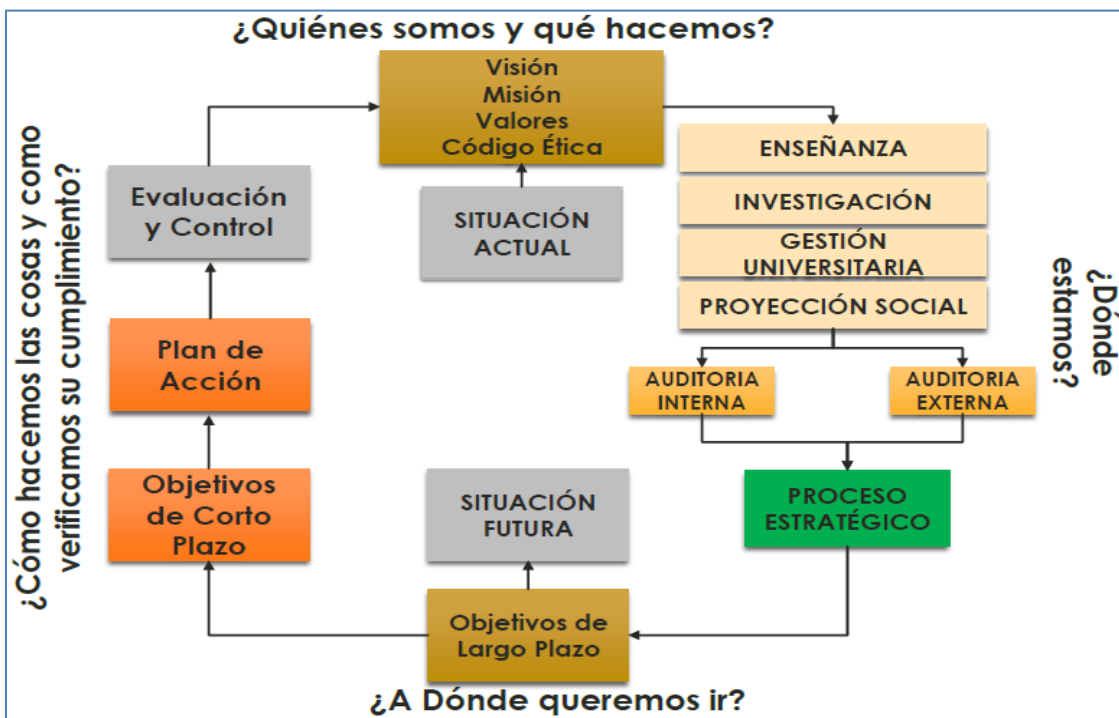 ¿Quiénes somos y qué hacemos?
Visión
Misión
Valores
Código Ética
ENSEÑANZA
INVESTIGACIÓN
GESTIÓN
UNIVERSITARIA
PROYECCIÓN SOCIAL
¿Dónde
estamos?
AUDITORIA
INTERNA
AUDITORIA
EXTERNA
PROCESO
ESTRATÉGICO
SITUACIÓN
ACTUAL
SITUACIÓN
FUTURA
Objetivos de
Largo Plazo
¿A Dónde queremos ir?
Objetivos
de Corto
Plazo
Plan de
Acción
Evaluación
y Control
¿Cómo hacemos las cosas y como
verificamos su cumplimiento?